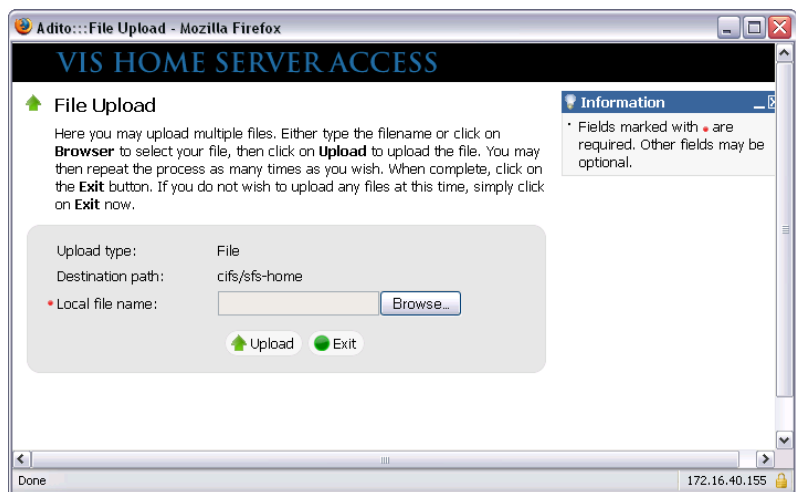 Adito:::File Upload - Mozilla Firefox
VIS HOME SERVER ACCESS
File Upload
Here you may upload multiple files. Either type the filename or click on
Browser to select your file, then click on Upload to upload the file. You may
then repeat the process as many times as you wish. When complete, click on
the Exit button. If you do not wish to upload any files at this time, simply click
on Exit now.
Upload type: File
Destination path: cifs/sfs-home
• Local file name: Browse...
Upload Exit
Information
· Fields marked with • are
required. Other fields may be
optional.
Done 172.16.40.155